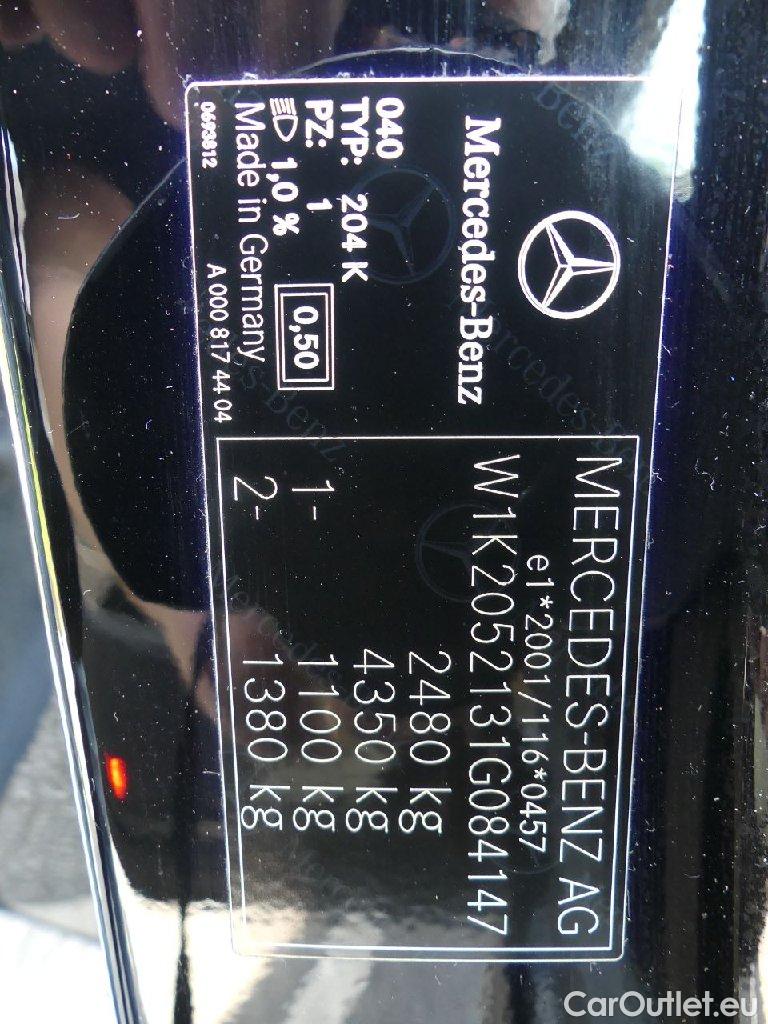 Mercedes-Benz
040
TYP: 204 K
PZ: 1
1,0 %
0,50
Made in Germany
0693812
A 000 817 44 04
MERCEDES-BENZ AG
e1*2001/116*0457
W1K2052131G084147
2480 kg
4350 kg
1- 1100 kg
2- 1380 kg
CarOutlet.eu